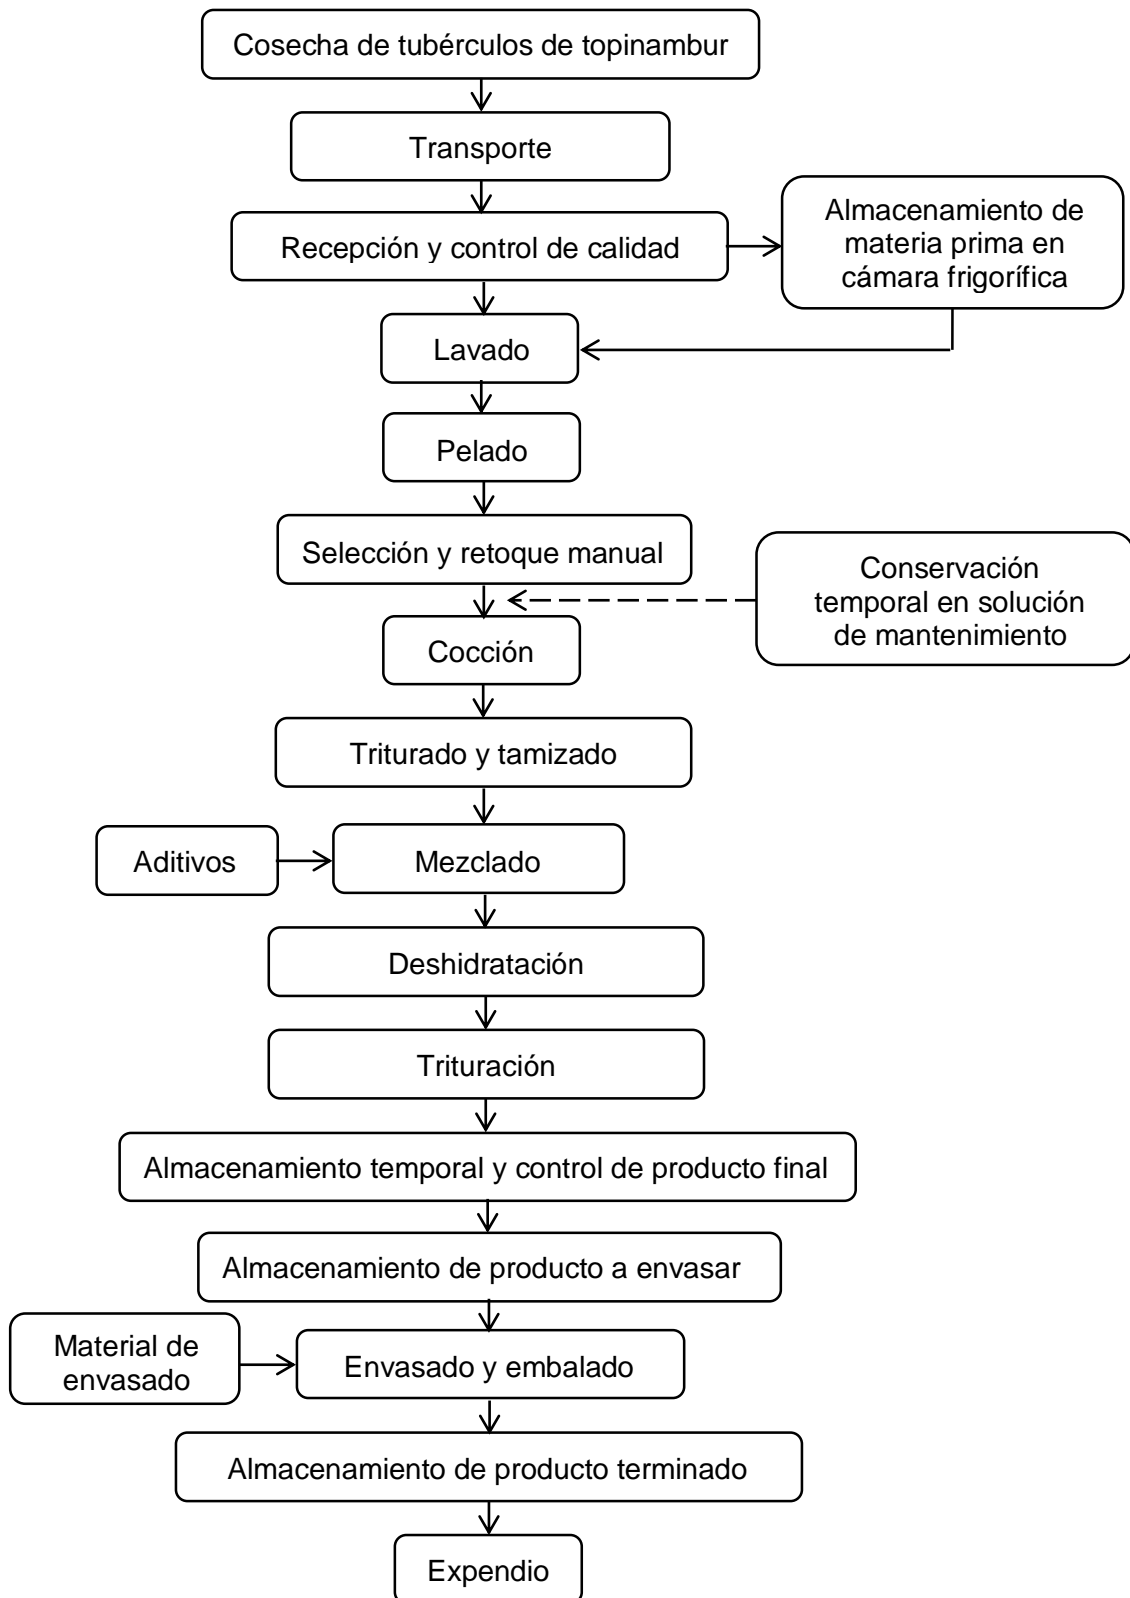 Cosecha de tubérculos de topinambur
Transporte
Recepción y control de calidad
Almacenamiento de
materia prima en
cámara frigorífica
Lavado
Pelado
Selección y retoque manual
Conservación
temporal en solución
de mantenimiento
Cocción
Triturado y tamizado
Aditivos
Mezclado
Deshidratación
Trituración
Almacenamiento temporal y control de producto final
Almacenamiento de producto a envasar
Material de
envasado
Envasado y embalado
Almacenamiento de producto terminado
Expendio